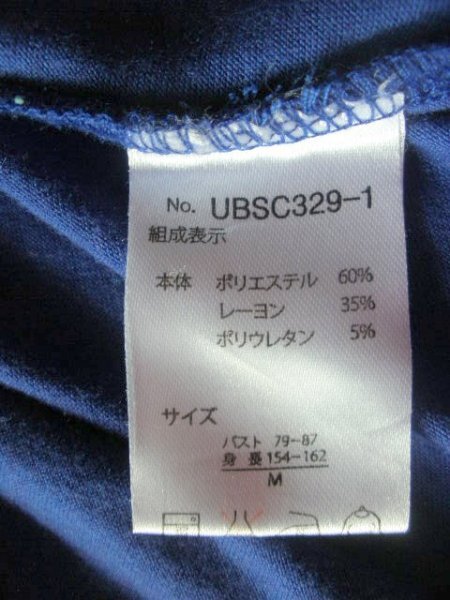 No. UBSC329-1
組成表示
本体 ポリエステル 60%
レーヨン 35%
ポリウレタン 5%
サイズ
バスト 79-87
身長 154-162
M